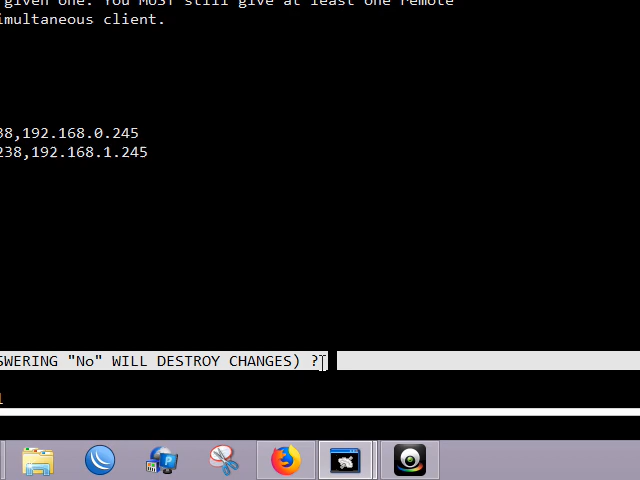 given one. You MUST still give at least one remote
imultaneous client.
38,192.168.0.245
238,192.168.1.245
SWERING "No" WILL DESTROY CHANGES) ?